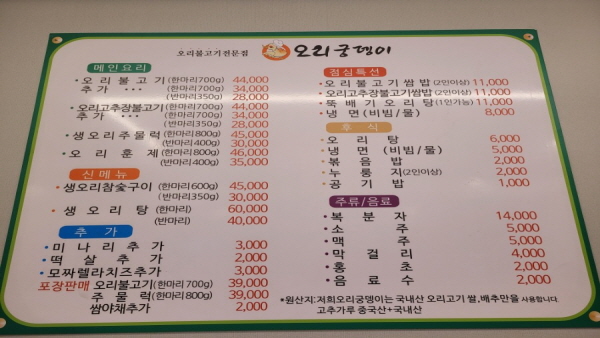 오리불고기전문점 오리궁뎅이
메인요리
• 오리불고기 (한마리700g) 44,000
추가 ··· (한마리700g) 34,000
(반마리350g) 28,000
• 오리고추장불고기 (한마리700g) 44,000
추가 ··· (한마리700g) 34,000
(반마리350g) 28,000
• 생오리주물럭 (한마리800g) 45,000
(반마리400g) 30,000
• 오리훈제 (한마리800g) 46,000
(반마리400g) 35,000
신메뉴
• 생오리참숯구이 (한마리600g) 45,000
(반마리350g) 30,000
• 생오리탕 (한마리) 60,000
(반마리) 40,000
추가
• 미나리추가 3,000
• 떡살추가 2,000
• 모짜렐라치즈추가 3,000
포장판매 오리불고기(한마리700g) 39,000
주물럭(한마리800g) 39,000
쌈야채추가 2,000
점심특선
• 오리불고기쌈밥(2인이상) 11,000
• 오리고추장불고기쌈밥(2인이상) 11,000
• 뚝배기오리탕(1인가능) 11,000
• 냉면(비빔/물) 8,000
후식
• 오리탕 6,000
• 냉면(비빔/물) 5,000
• 볶음밥 2,000
• 누룽지(2인이상) 2,000
• 공기밥 1,000
주류/음료
• 복분자 14,000
• 소주 5,000
• 맥주 5,000
• 막걸리 4,000
• 홍초 2,000
• 음료수 2,000
*원산지:저희오리궁뎅이는 국내산 오리고기 쌀,배추만을 사용합니다.
고추가루 중국산+국내산